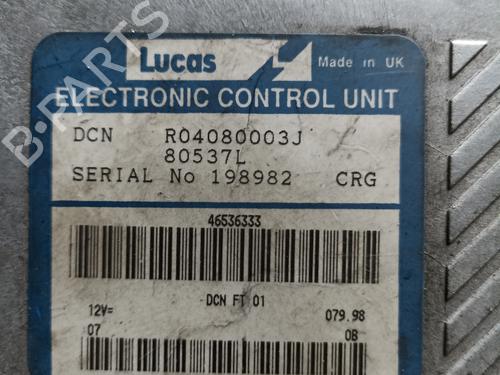 Lucas
Made in UK
ELECTRONIC CONTROL UNIT
DCN R04080003J
80537L
SERIAL No 198982 CRG
46536333
DCN FT 01
12V= 079.98
07 0B
B-PARTS